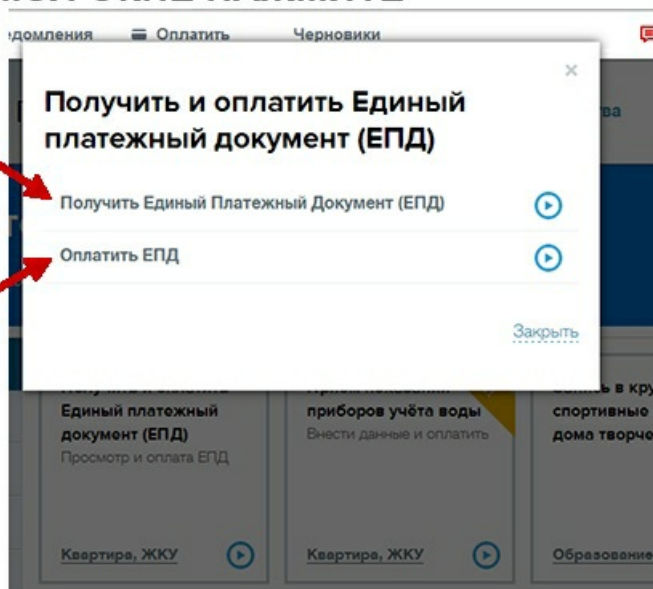 Оплатить Черновики
Получить и оплатить Единый
платежный документ (ЕПД)
Получить Единый Платежный Документ (ЕПД)
Оплатить ЕПД
Закрыть
Единый платежный
документ (ЕПД)
Просмотр и оплата ЕПД
Квартира, ЖКУ
приборов учёта воды
Внести данные и оплатить
Квартира, ЖКУ
в кру
спортивные
дома творче
Образование